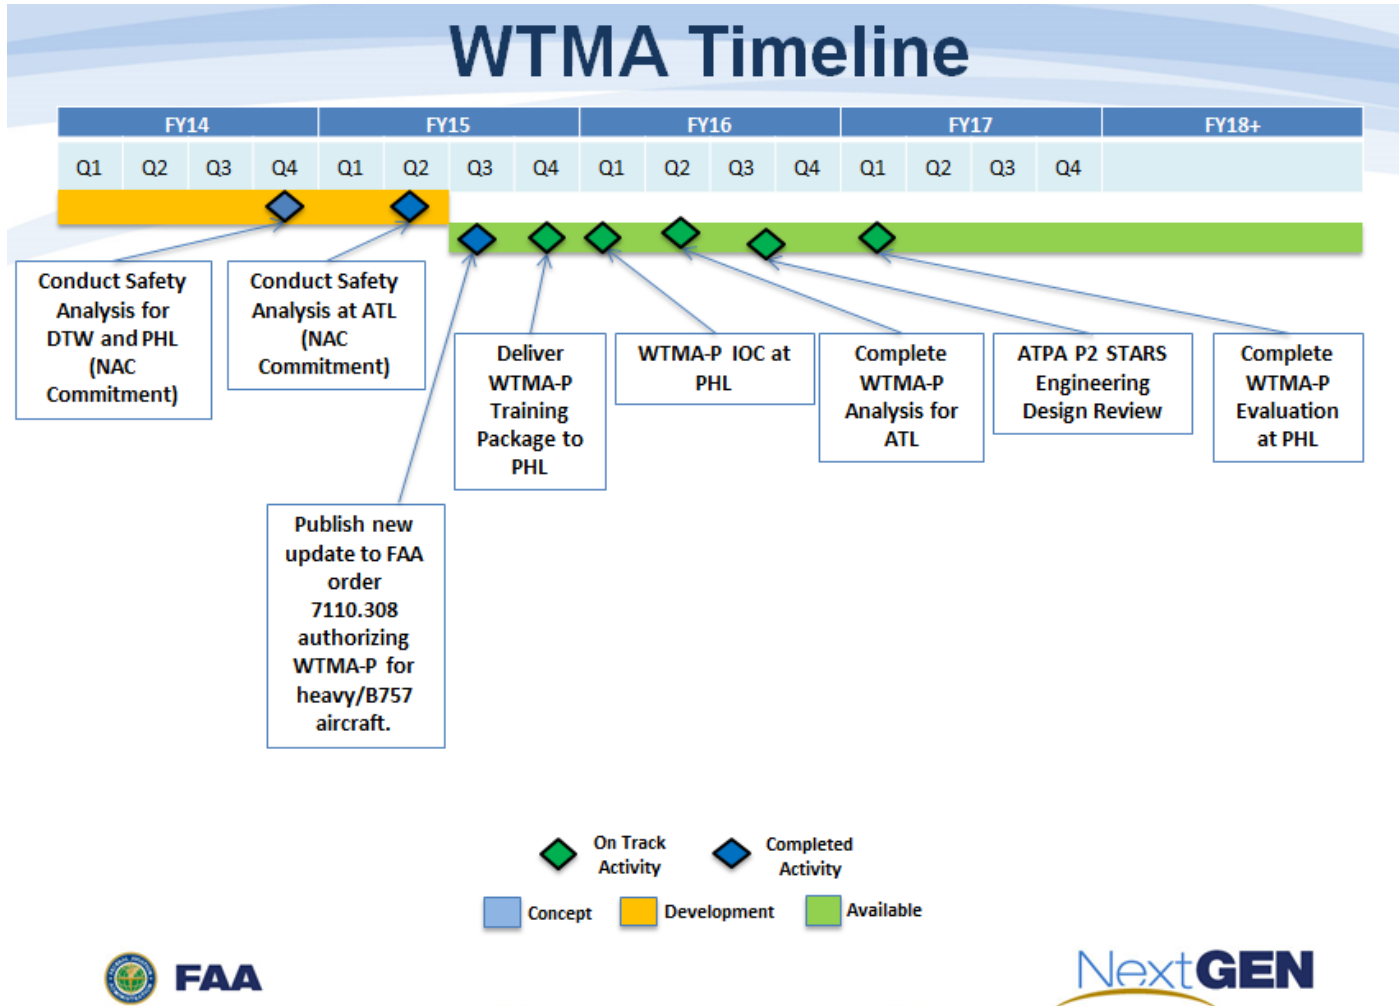 WTMA Timeline
FY14 FY15 FY16 FY17 FY18+
Q1 Q2 Q3 Q4 Q1 Q2 Q3 Q4 Q1 Q2 Q3 Q4 Q1 Q2 Q3 Q4
Conduct Safety
Analysis for
DTW and PHL
(NAC
Commitment)
Conduct Safety
Analysis at ATL
(NAC
Commitment)
Deliver
WTMA-P
Training
Package to
PHL
WTMA-P IOC at
PHL
Complete
WTMA-P
Analysis for
ATL
ATPA P2 STARS
Engineering
Design Review
Complete
WTMA-P
Evaluation
at PHL
Publish new
update to FAA
order
7110.308
authorizing
WTMA-P for
heavy/B757
aircraft.
On Track
Activity
Completed
Activity
Concept
Development
Available
FAA
NextGEN